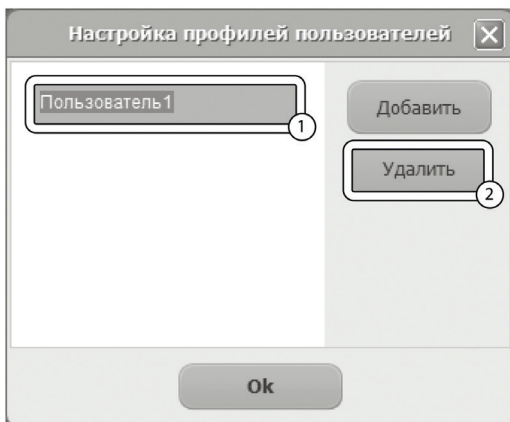 Настройка профилей пользователей
Пользователь1
1
Добавить
Удалить
2
Ok